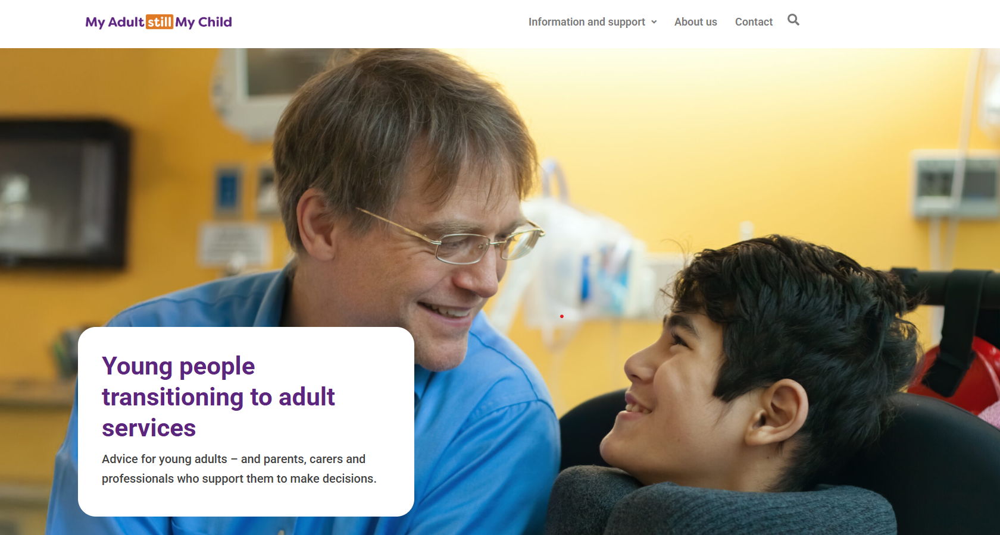 My Adult still My Child
Information and support
About us
Contact
Young people
transitioning to adult
services
Advice for young adults – and parents, carers and
professionals who support them to make decisions.